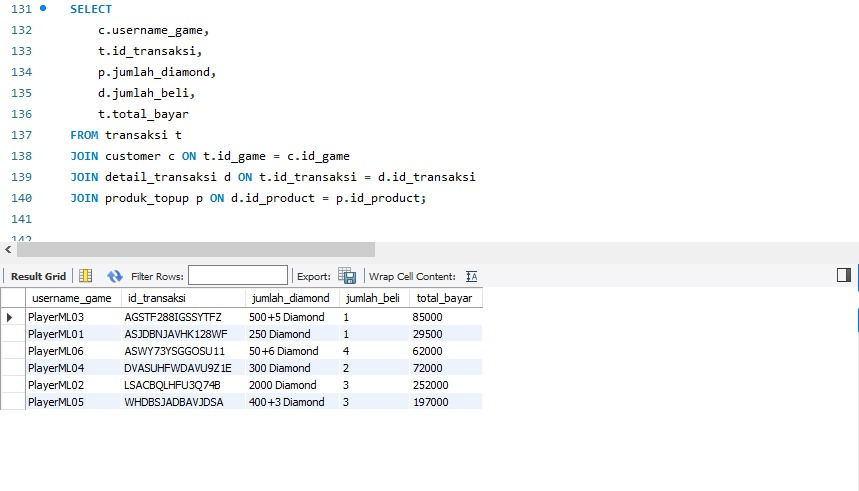 131 SELECT
132 c.username_game,
133 t.id_transaksi,
134 p.jumlah_diamond,
135 d.jumlah_beli,
136 t.total_bayar
137 FROM transaksi t
138 JOIN customer c ON t.id_game = c.id_game
139 JOIN detail_transaksi d ON t.id_transaksi = d.id_transaksi
140 JOIN produk_topup p ON d.id_product = p.id_product;
141
142
Result Grid Filter Rows: Export: Wrap Cell Content:
username_game id_transaksi jumlah_diamond jumlah_beli total_bayar
PlayerML03 AGSTF288IGSSYTFZ 500+5 Diamond 1 85000
PlayerML01 ASJDBNJAVHK128WF 250 Diamond 1 29500
PlayerML06 ASWY73YSGGOSU11 50+6 Diamond 4 62000
PlayerML04 DVASUHFWDAVU9Z1E 300 Diamond 2 72000
PlayerML02 LSACBQLHFU3Q74B 2000 Diamond 3 252000
PlayerML05 WHDBSJADBAVJDSA 400+3 Diamond 3 197000